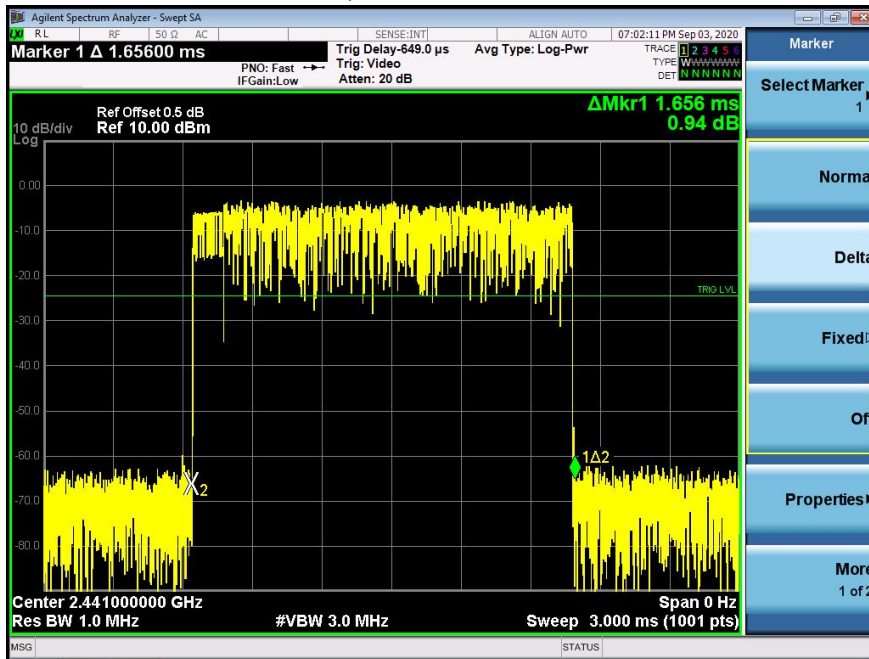 Agilent Spectrum Analyzer - Swept SA
LXI RL RF 50 Ω AC SENSE:INT ALIGN AUTO 07:02:11 PM Sep 03, 2020
Marker 1 Δ 1.65600 ms
PNO: Fast
IFGain:Low
Trig Delay-649.0 µs
Trig: Video
Atten: 20 dB
Avg Type: Log-Pwr
TRACE 1 2 3 4 5 6
TYPE WWWWWW
DET N N N N N N
ΔMkr1 1.656 ms
0.94 dB
Ref Offset 0.5 dB
10 dB/div Ref 10.00 dBm
Log
0.00
-10.0
-20.0
TRIG LVL
-30.0
-40.0
-50.0
-60.0
1Δ2
X2
-70.0
-80.0
Center 2.441000000 GHz Span 0 Hz
Res BW 1.0 MHz #VBW 3.0 MHz Sweep 3.000 ms (1001 pts)
MSG STATUS
Marker
Select Marker
1
Norma
Delta
Fixed
Of
Properties
More
1 of 2